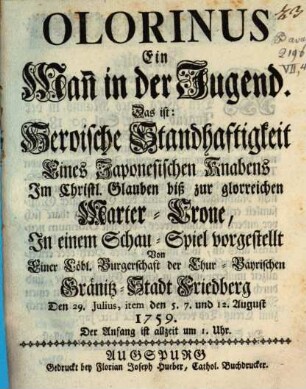 OLORINUS
Ein
Mañ in der Jugend.
Das ist:
Heroische Standhaftigkeit
Eines Japonesischen Knabens
Im Christl. Glauben biß zur glorreichen
Marter-Crone,
In einem Schau-Spiel vorgestellt
Von
Einer Löbl. Burgerschaft der Chur-Bayrischen
Gränitz-Stadt Friedberg
Den 29. Julius, item den 5. 7. und 12. August
1759.
Der Anfang ist allzeit um 1. Uhr.
AUGSPURG
Gedruckt bey Florian Joseph Hueber, Cathol. Buchdrucker.